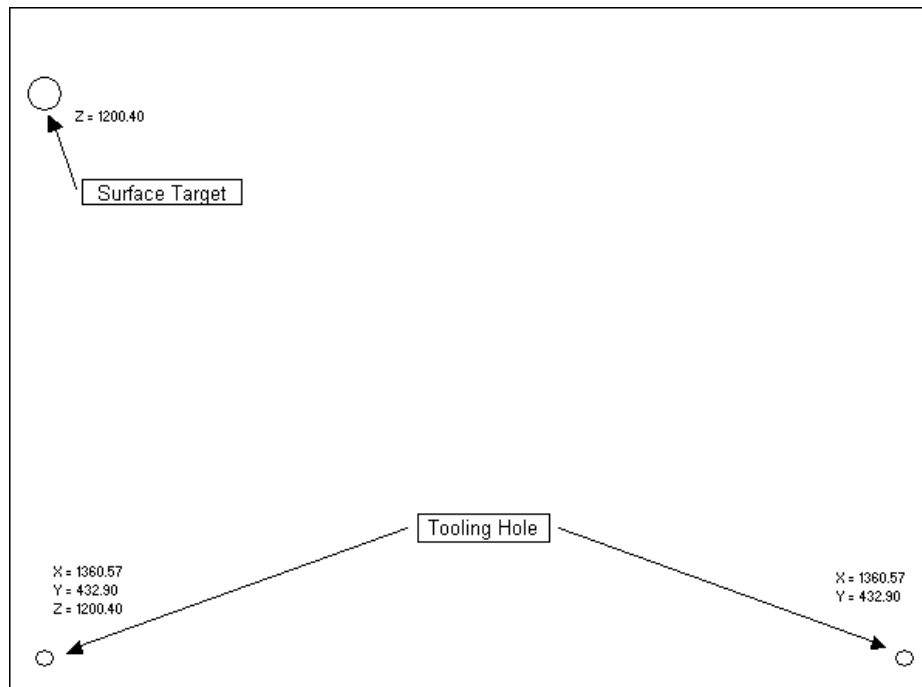 Z = 1200.40
Surface Target
Tooling Hole
X = 1360.57
Y = 432.90
Z = 1200.40
X = 1360.57
Y = 432.90